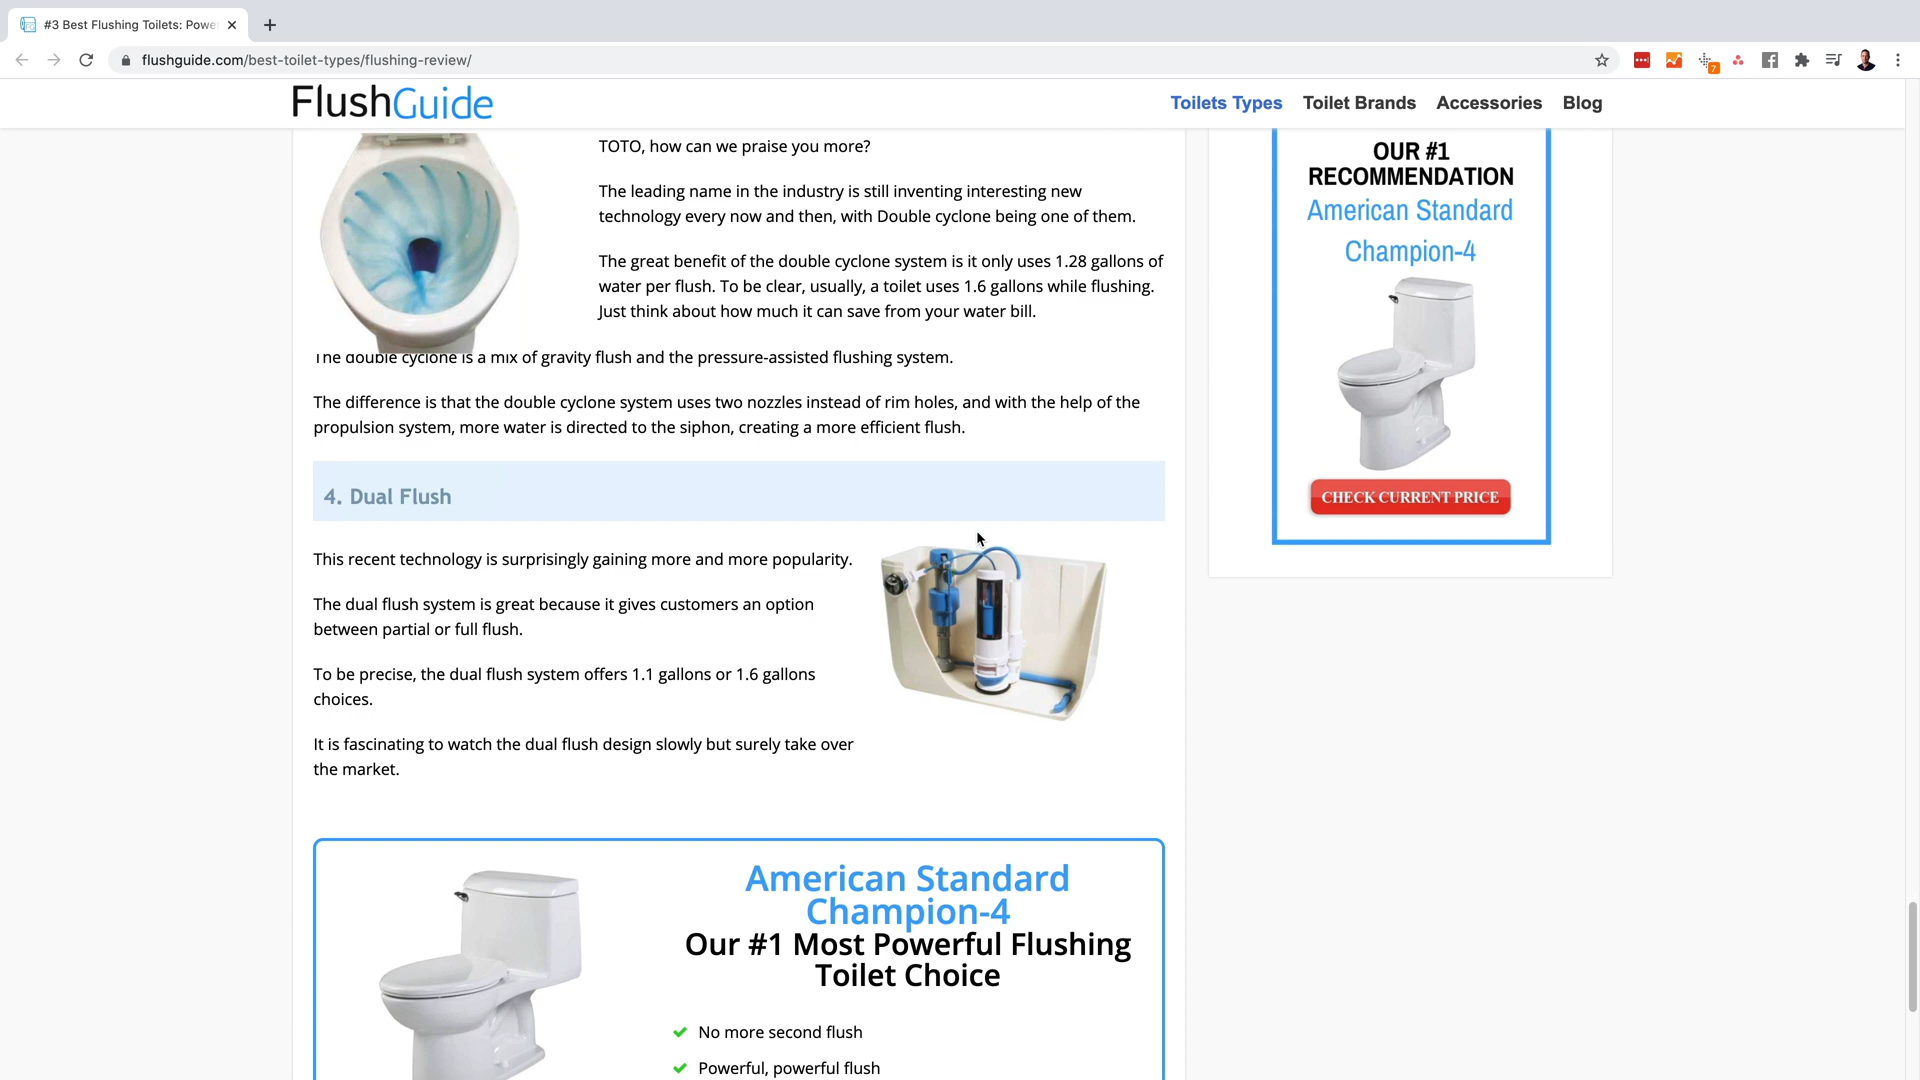 #3 Best Flushing Toilets: Powe
flushguide.com/best-toilet-types/flushing-review/
7
FlushGuide
Toilets Types
Toilet Brands
Accessories
Blog
TOTO, how can we praise you more?
The leading name in the industry is still inventing interesting new
technology every now and then, with Double cyclone being one of them.
The great benefit of the double cyclone system is it only uses 1.28 gallons of
water per flush. To be clear, usually, a toilet uses 1.6 gallons while flushing.
Just think about how much it can save from your water bill.
The double cyclone is a mix of gravity flush and the pressure-assisted flushing system.
The difference is that the double cyclone system uses two nozzles instead of rim holes, and with the help of the
propulsion system, more water is directed to the siphon, creating a more efficient flush.
4. Dual Flush
This recent technology is surprisingly gaining more and more popularity.
The dual flush system is great because it gives customers an option
between partial or full flush.
To be precise, the dual flush system offers 1.1 gallons or 1.6 gallons
choices.
It is fascinating to watch the dual flush design slowly but surely take over
the market.
American Standard
Champion-4
Our #1 Most Powerful Flushing
Toilet Choice
No more second flush
Powerful, powerful flush
OUR #1
RECOMMENDATION
American Standard
Champion-4
CHECK CURRENT PRICE